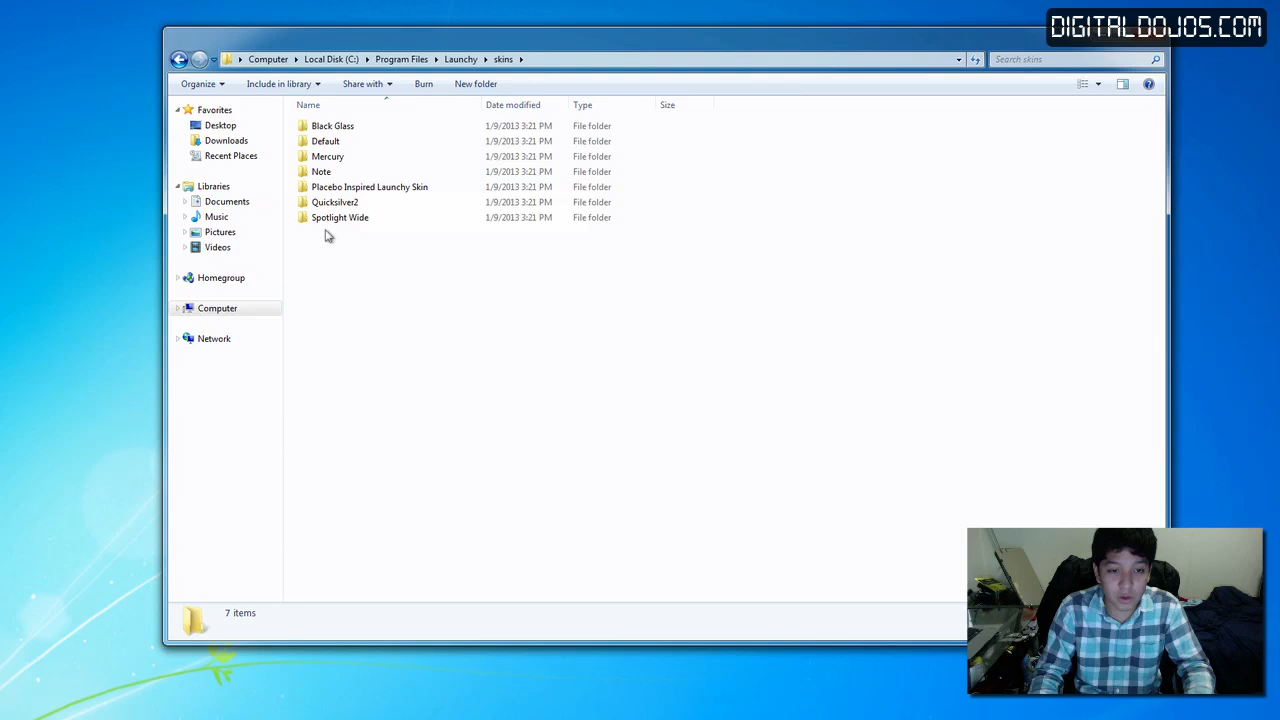 DIGITALDOJOS.COM
Computer Local Disk (C:) Program Files Launchy skins Search skins
Organize Include in library Share with Burn New folder
Name Date modified Type Size
Favorites
Desktop
Downloads
Recent Places
Libraries
Documents
Music
Pictures
Videos
Homegroup
Computer
Network
Black Glass 1/9/2013 3:21 PM File folder
Default 1/9/2013 3:21 PM File folder
Mercury 1/9/2013 3:21 PM File folder
Note 1/9/2013 3:21 PM File folder
Placebo Inspired Launchy Skin 1/9/2013 3:21 PM File folder
Quicksilver2 1/9/2013 3:21 PM File folder
Spotlight Wide 1/9/2013 3:21 PM File folder
7 items